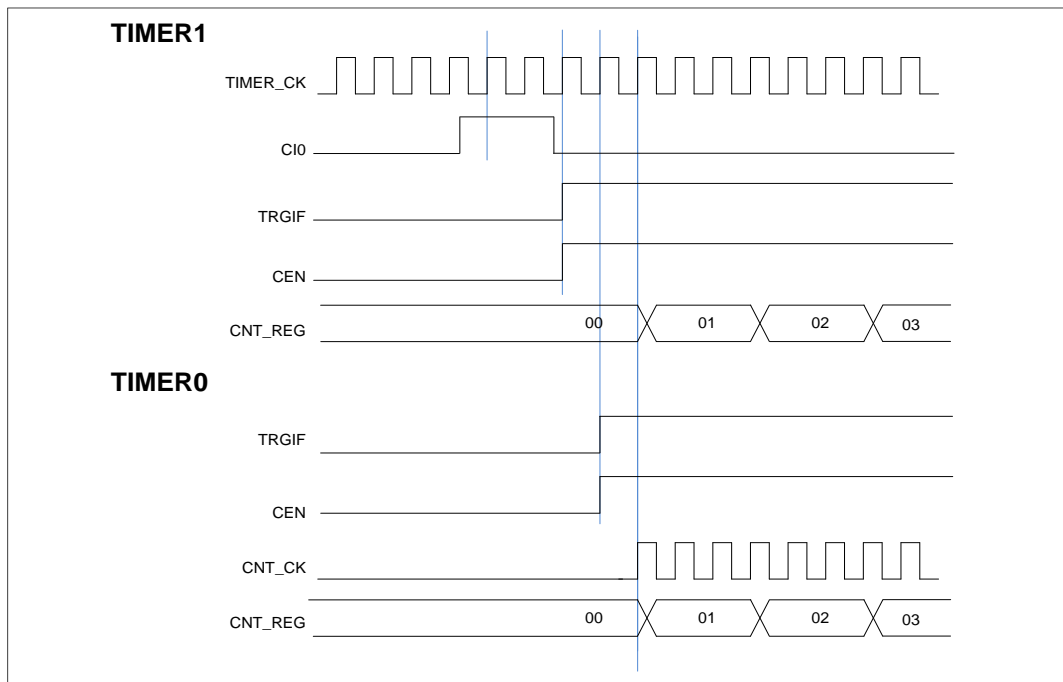 TIMER1
TIMER_CK
CI0
TRGIF
CEN
CNT_REG
00 01 02 03
TIMER0
TRGIF
CEN
CNT_CK
CNT_REG
00 01 02 03